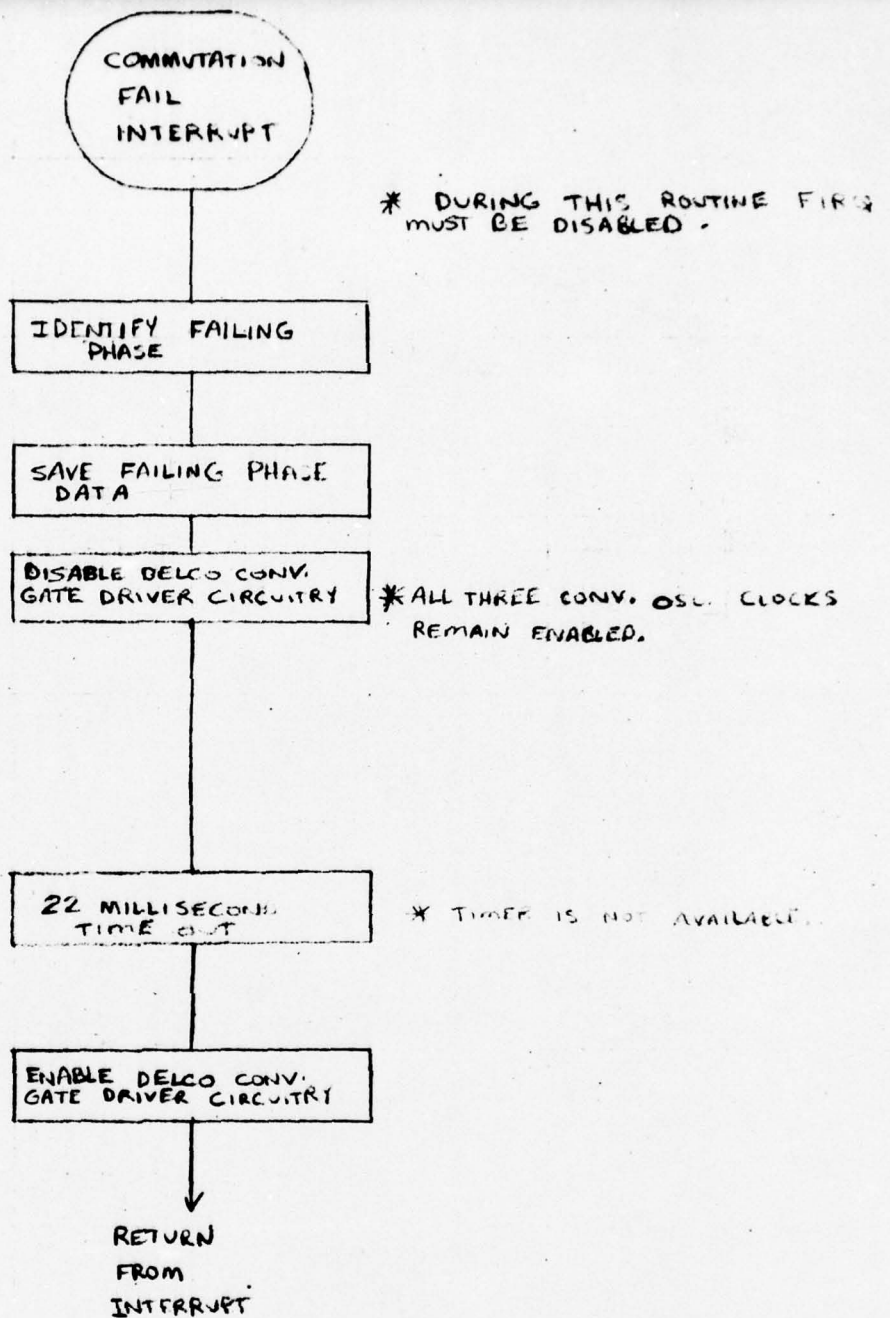 COMMUTATION
FAIL
INTERRUPT
* DURING THIS ROUTINE FIRQ
MUST BE DISABLED.
IDENTIFY FAILING
PHASE
SAVE FAILING PHASE
DATA
DISABLE DELCO CONV.
GATE DRIVER CIRCUITRY
* ALL THREE CONV. OSC. CLOCKS
REMAIN ENABLED.
22 MILLISECOND
TIME OUT
* TIMER IS NOT AVAILABLE.
ENABLE DELCO CONV.
GATE DRIVER CIRCUITRY
RETURN
FROM
INTERRUPT